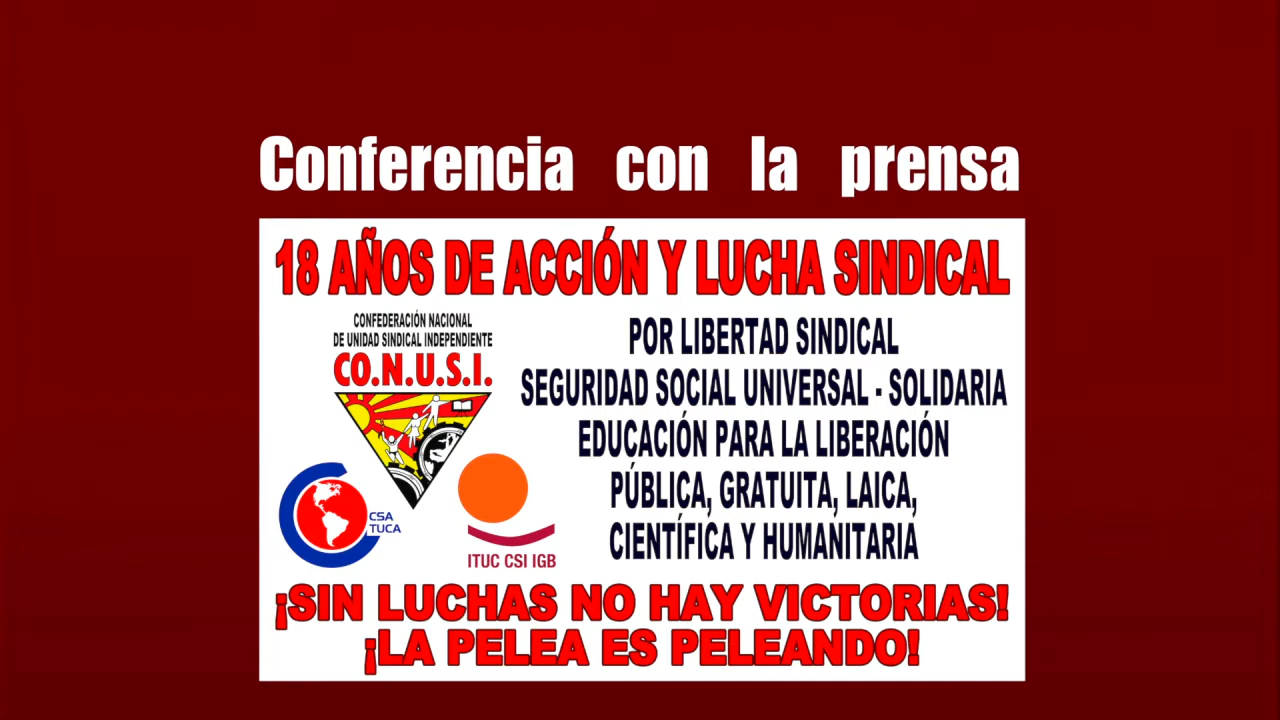 Conferencia con la prensa
18 AÑOS DE ACCIÓN Y LUCHA SINDICAL
CONFEDERACIÓN NACIONAL
DE UNIDAD SINDICAL INDEPENDIENTE
CO.N.U.S.I.
CSA
TUCA
ITUC CSI IGB
POR LIBERTAD SINDICAL
SEGURIDAD SOCIAL UNIVERSAL - SOLIDARIA
EDUCACIÓN PARA LA LIBERACIÓN
PÚBLICA, GRATUITA, LAICA,
CIENTÍFICA Y HUMANITARIA
¡SIN LUCHAS NO HAY VICTORIAS!
¡LA PELEA ES PELEANDO!